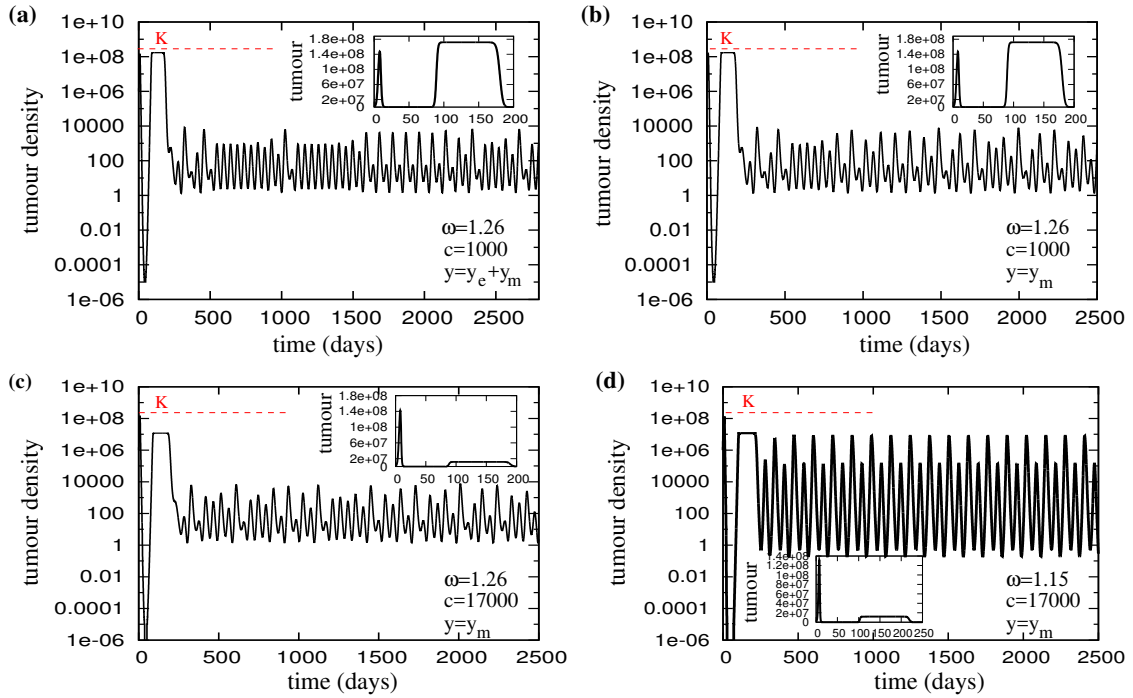 (a)
tumour density
1e+10
1e+08
1e+06
10000
100
1
0.01
0.0001
1e-06
K
tumour
1.8e+08
1.4e+08
1e+08
6e+07
2e+07
0 50 100 150 200
ω=1.26
c=1000
y=y_e+y_m
0 500 1000 1500 2000 2500
time (days)
(b)
tumour density
1e+10
1e+08
1e+06
10000
100
1
0.01
0.0001
1e-06
K
tumour
1.8e+08
1.4e+08
1e+08
6e+07
2e+07
0 50 100 150 200
ω=1.26
c=1000
y=y_m
0 500 1000 1500 2000 2500
time (days)
(c)
tumour density
1e+10
1e+08
1e+06
10000
100
1
0.01
0.0001
1e-06
K
tumour
1.8e+08
1.4e+08
1e+08
6e+07
2e+07
0 50 100 150 200
ω=1.26
c=17000
y=y_m
0 500 1000 1500 2000 2500
time (days)
(d)
tumour density
1e+10
1e+08
1e+06
10000
100
1
0.01
0.0001
1e-06
K
tumour
1.4e+08
1.2e+08
1e+08
8e+07
6e+07
4e+07
2e+07
0
0 50 100 150 200 250
ω=1.15
c=17000
y=y_m
0 500 1000 1500 2000 2500
time (days)